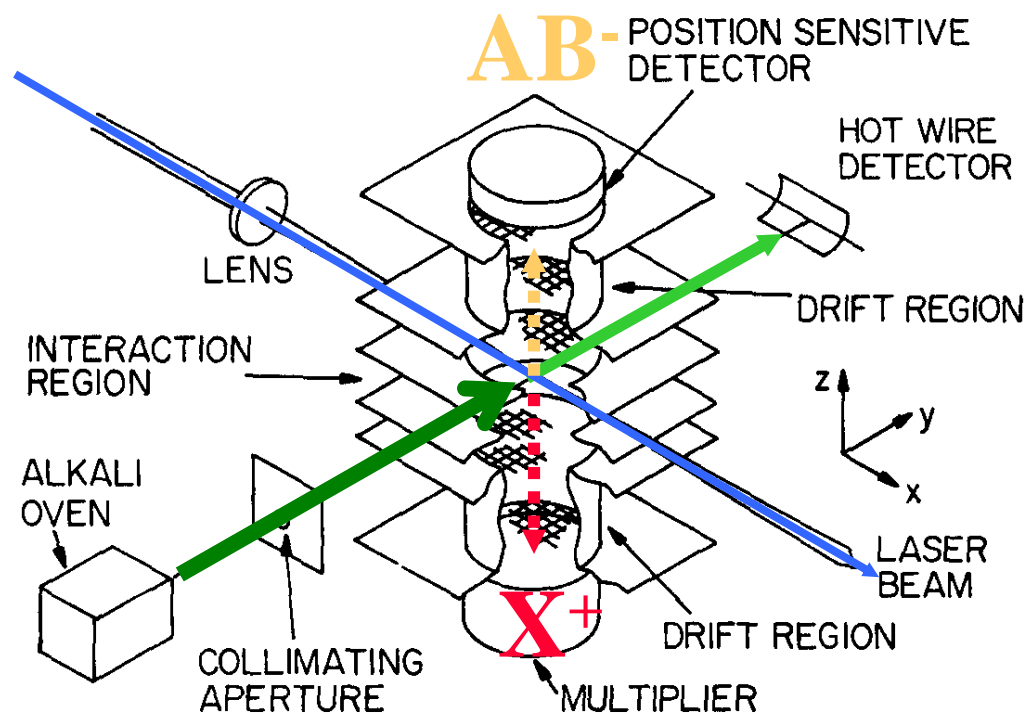 AB-
POSITION SENSITIVE
DETECTOR
HOT WIRE
DETECTOR
LENS
DRIFT REGION
INTERACTION
REGION
z
y
x
ALKALI
OVEN
LASER
BEAM
X+
DRIFT REGION
COLLIMATING
APERTURE
MULTIPLIER